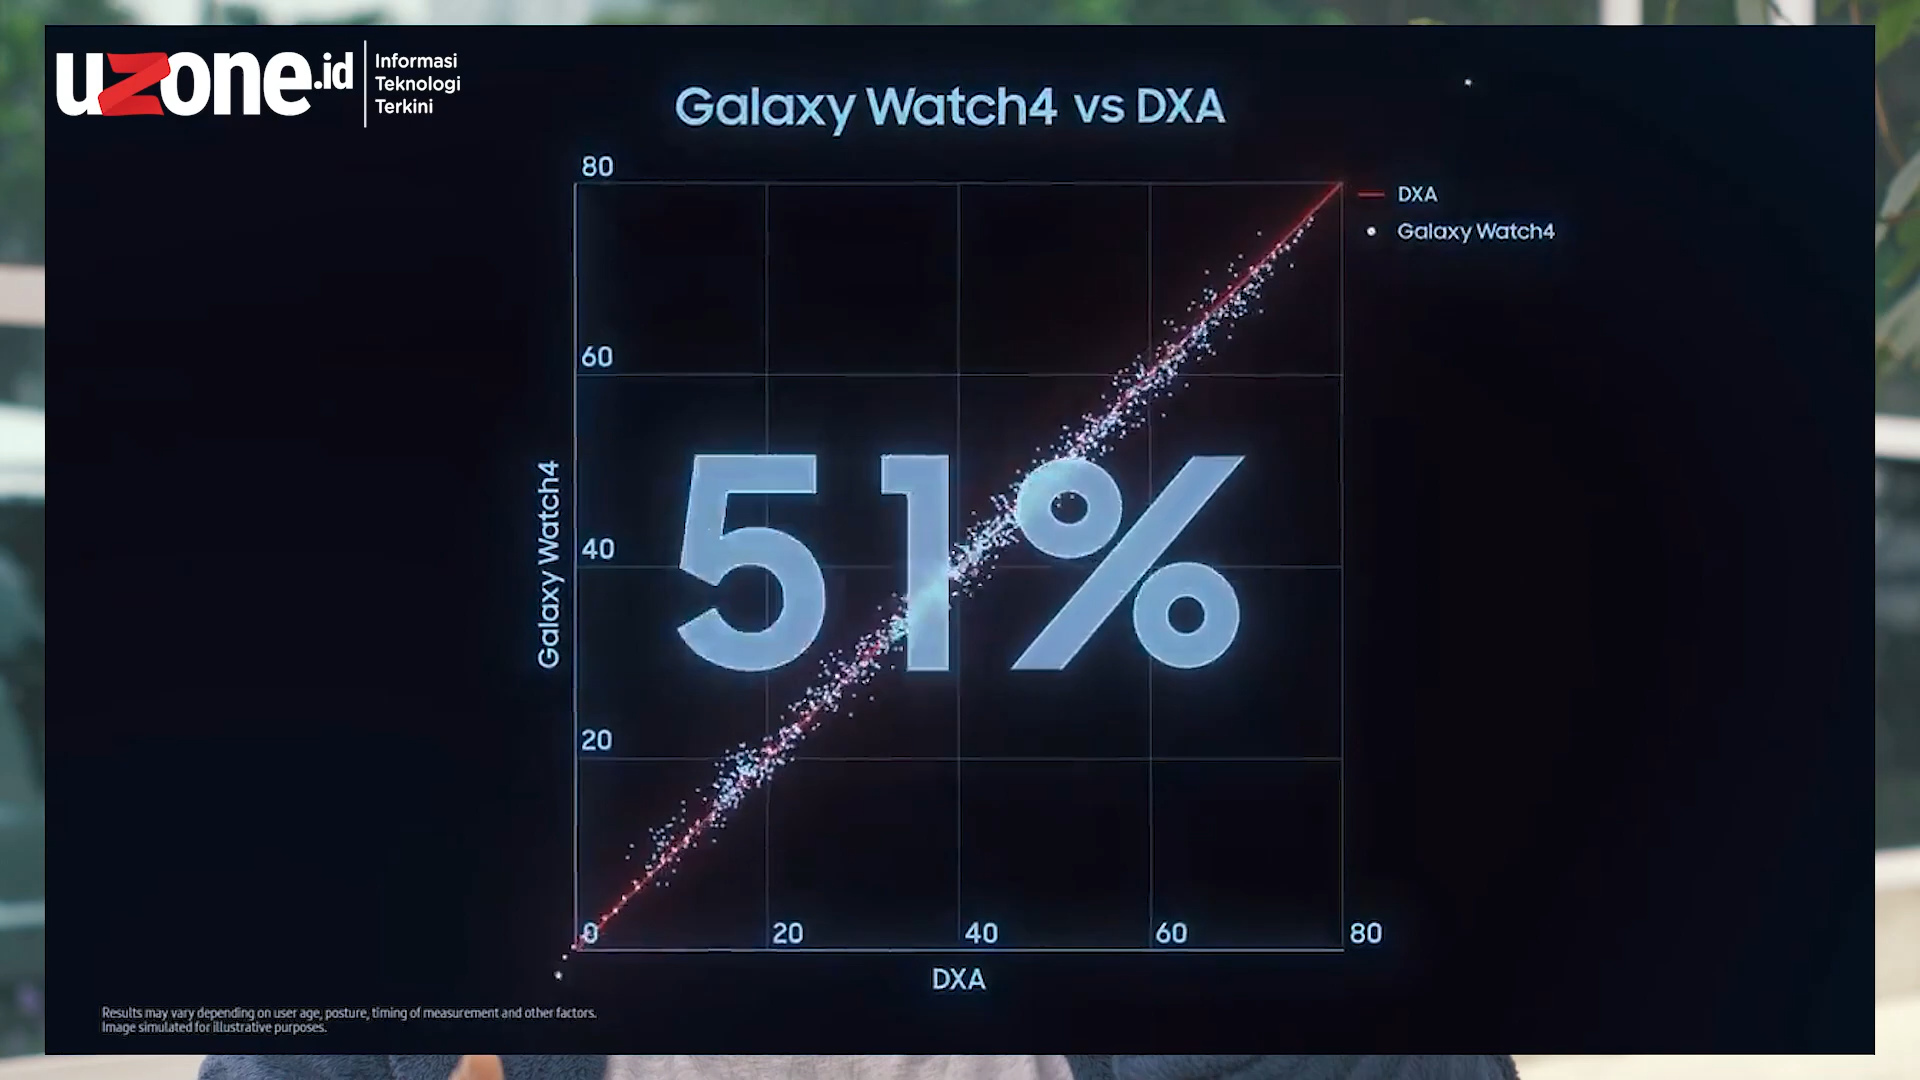 uzone.id
Informasi
Teknologi
Terkini
Galaxy Watch4 vs DXA
80
DXA
Galaxy Watch4
60
51%
Galaxy Watch4
40
20
0
20
40
60
80
DXA
Results may vary depending on user age, posture, timing of measurement and other factors.
Image simulated for illustrative purposes.